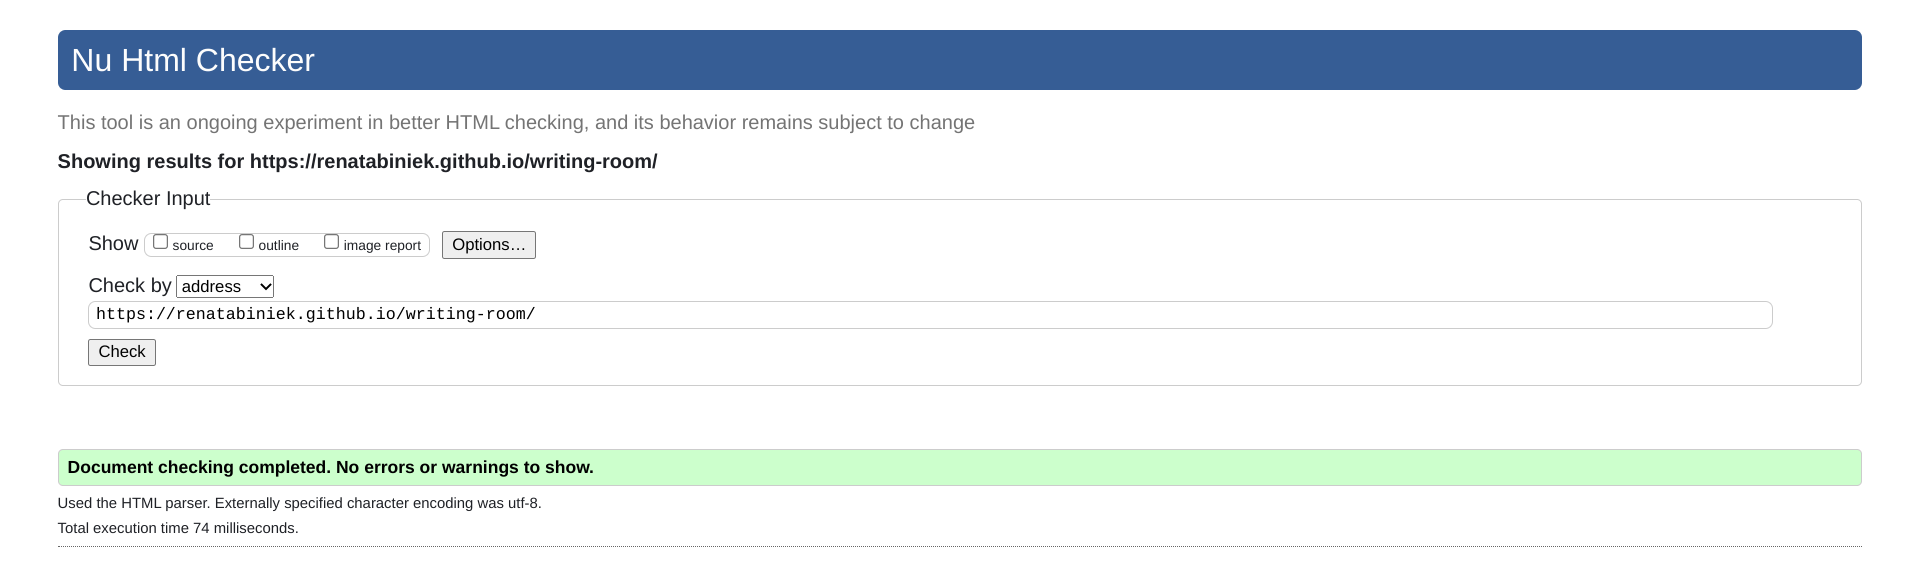 Nu Html Checker
This tool is an ongoing experiment in better HTML checking, and its behavior remains subject to change
Showing results for https://renatabiniek.github.io/writing-room/
Checker Input
Show source outline image report Options…
Check by address
https://renatabiniek.github.io/writing-room/
Check
Document checking completed. No errors or warnings to show.
Used the HTML parser. Externally specified character encoding was utf-8.
Total execution time 74 milliseconds.